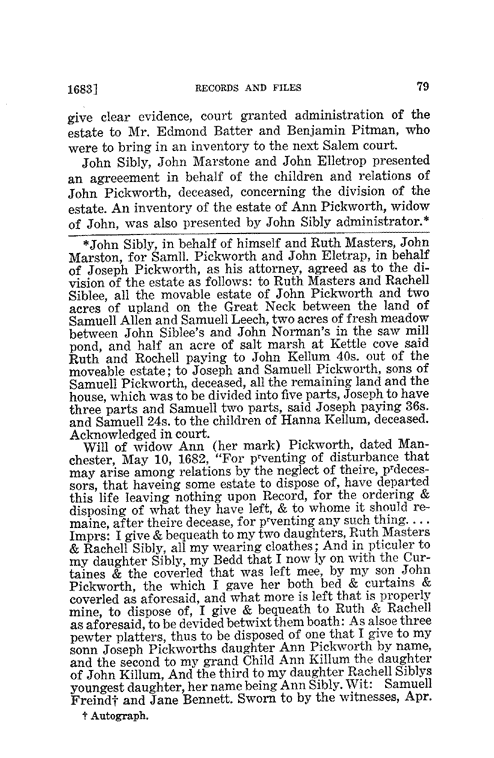 1683] RECORDS AND FILES 79
give clear evidence, court granted administration of the
estate to Mr. Edmond Batter and Benjamin Pitman, who
were to bring in an inventory to the next Salem court.
John Sibly, John Marstone and John Elletrop presented
an agreeement in behalf of the children and relations of
John Pickworth, deceased, concerning the division of the
estate. An inventory of the estate of Ann Pickworth, widow
of John, was also presented by John Sibly administrator.*
*John Sibly, in behalf of himself and Ruth Masters, John
Marston, for Samll. Pickworth and John Eletrap, in behalf
of Joseph Pickworth, as his attorney, agreed as to the di-
vision of the estate as follows: to Ruth Masters and Rachell
Siblee, all the movable estate of John Pickworth and two
acres of upland on the Great Neck between the land of
Samuell Allen and Samuell Leech, two acres of fresh meadow
between John Siblee's and John Norman's in the saw mill
pond, and half an acre of salt marsh at Kettle cove said
Ruth and Rochell paying to John Kellum 40s. out of the
moveable estate; to Joseph and Samuell Pickworth, sons of
Samuell Pickworth, deceased, all the remaining land and the
house, which was to be divided into five parts, Joseph to have
three parts and Samuell two parts, said Joseph paying 36s.
and Samuell 24s. to the children of Hanna Kellum, deceased.
Acknowledged in court.
Will of widow Ann (her mark) Pickworth, dated Man-
chester, May 10, 1682, "For pʳventing of disturbance that
may arise among relations by the neglect of theire, pʳdeces-
sors, that haveing some estate to dispose of, have departed
this life leaving nothing upon Record, for the ordering &
disposing of what they have left, & to whome it should re-
maine, after theire decease, for pʳventing any such thing. . . .
Imprs: I give & bequeath to my two daughters, Ruth Masters
& Rachell Sibly, all my wearing cloathes; And in pticuler to
my daughter Sibly, my Bedd that I now ly on with the Cur-
taines & the coverled that was left mee, by my son John
Pickworth, the which I gave her both bed & curtains &
coverled as aforesaid, and what more is left that is properly
mine, to dispose of, I give & bequeath to Ruth & Rachell
as aforesaid, to be devided betwixt them boath: As alsoe three
pewter platters, thus to be disposed of one that I give to my
sonn Joseph Pickworths daughter Ann Pickworth by name,
and the second to my grand Child Ann Killum the daughter
of John Killum, And the third to my daughter Rachell Siblys
youngest daughter, her name being Ann Sibly. Wit: Samuell
Freind† and Jane Bennett. Sworn to by the witnesses, Apr.
† Autograph.